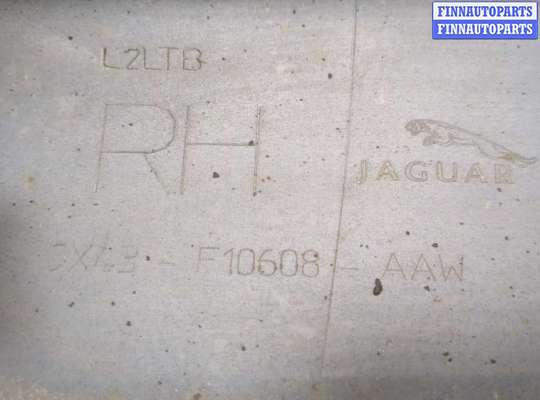 FINNAUTOPARTS
FINNAUTOPARTS
L2LTB
RH
JAGUAR
F10608 - AAW